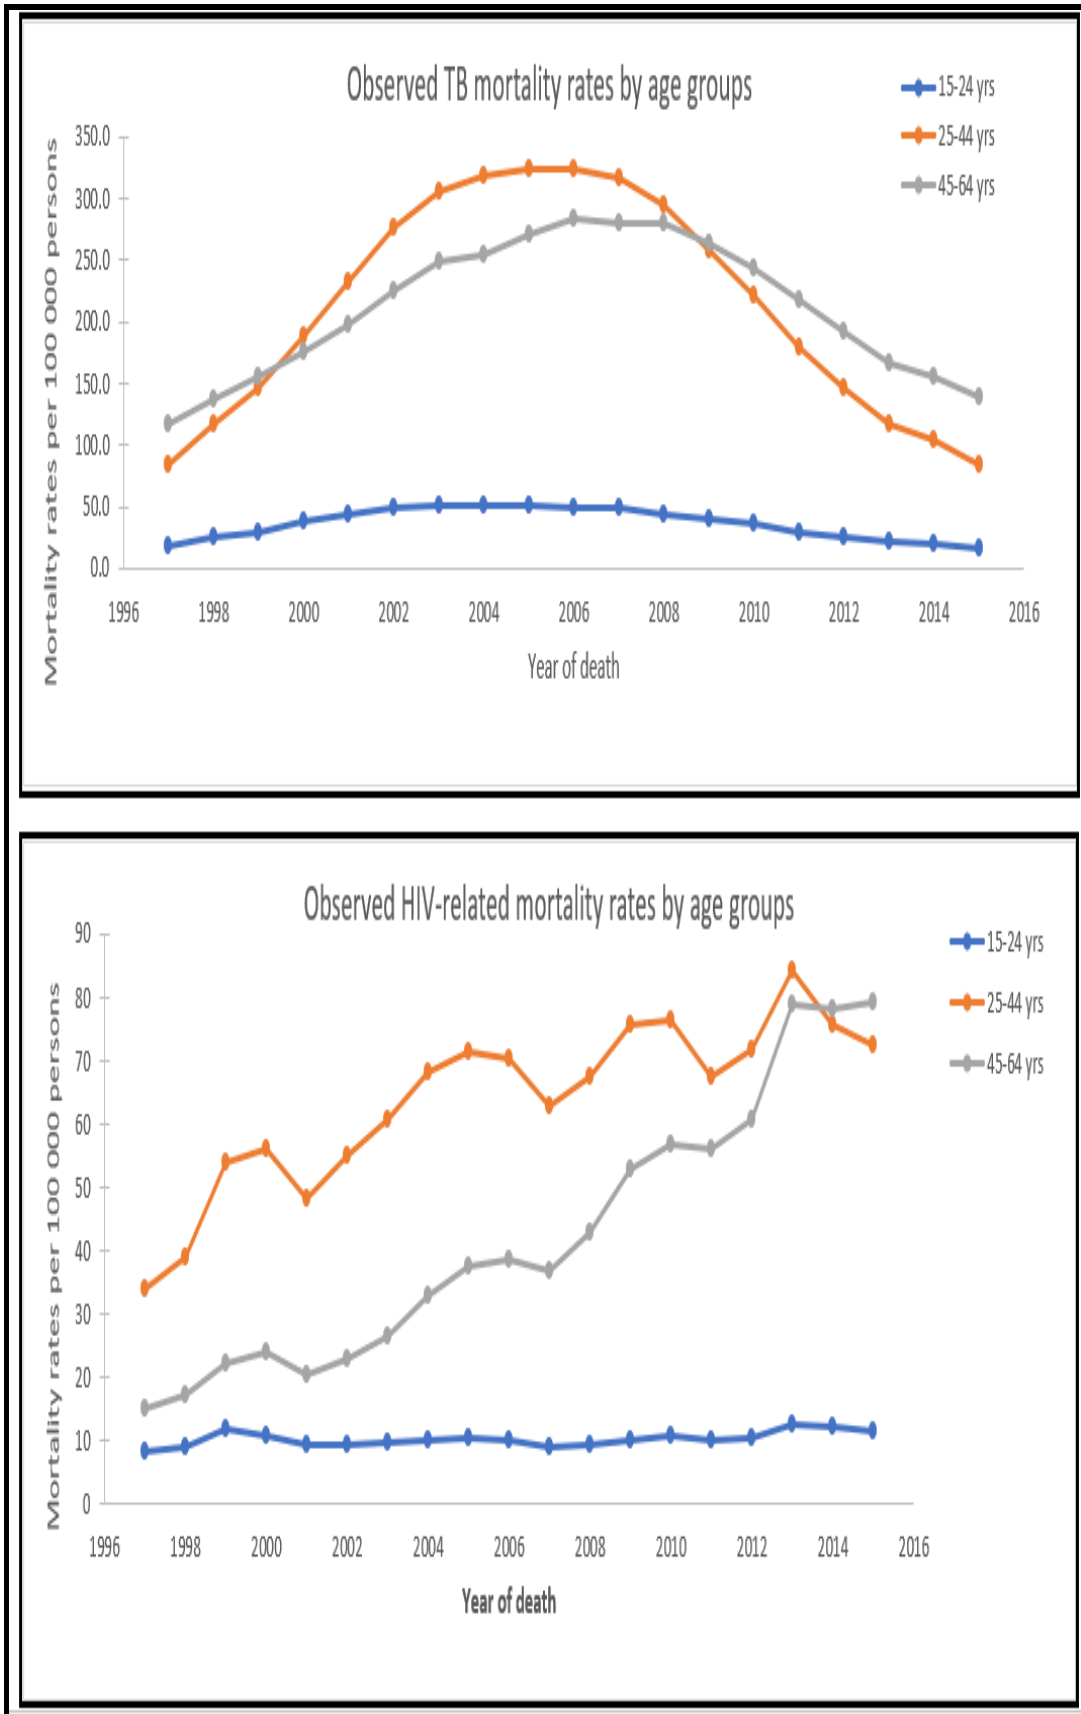 Observed TB mortality rates by age groups
15-24 yrs
25-44 yrs
45-64 yrs
Mortality rates per 100 000 persons
350.0
300.0
250.0
200.0
150.0
100.0
50.0
0.0
1996 1998 2000 2002 2004 2006 2008 2010 2012 2014 2016
Year of death
Observed HIV-related mortality rates by age groups
15-24 yrs
25-44 yrs
45-64 yrs
Mortality rates per 100 000 persons
90
80
70
60
50
40
30
20
10
0
1996 1998 2000 2002 2004 2006 2008 2010 2012 2014 2016
Year of death